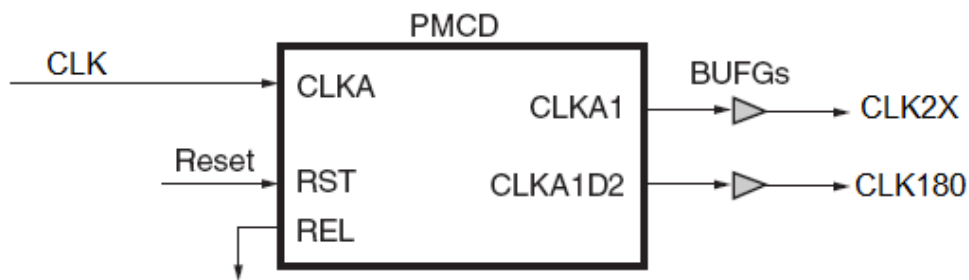 PMCD
CLK
CLKA
BUFGs
CLKA1
CLK2X
Reset
RST
CLKA1D2
CLK180
REL